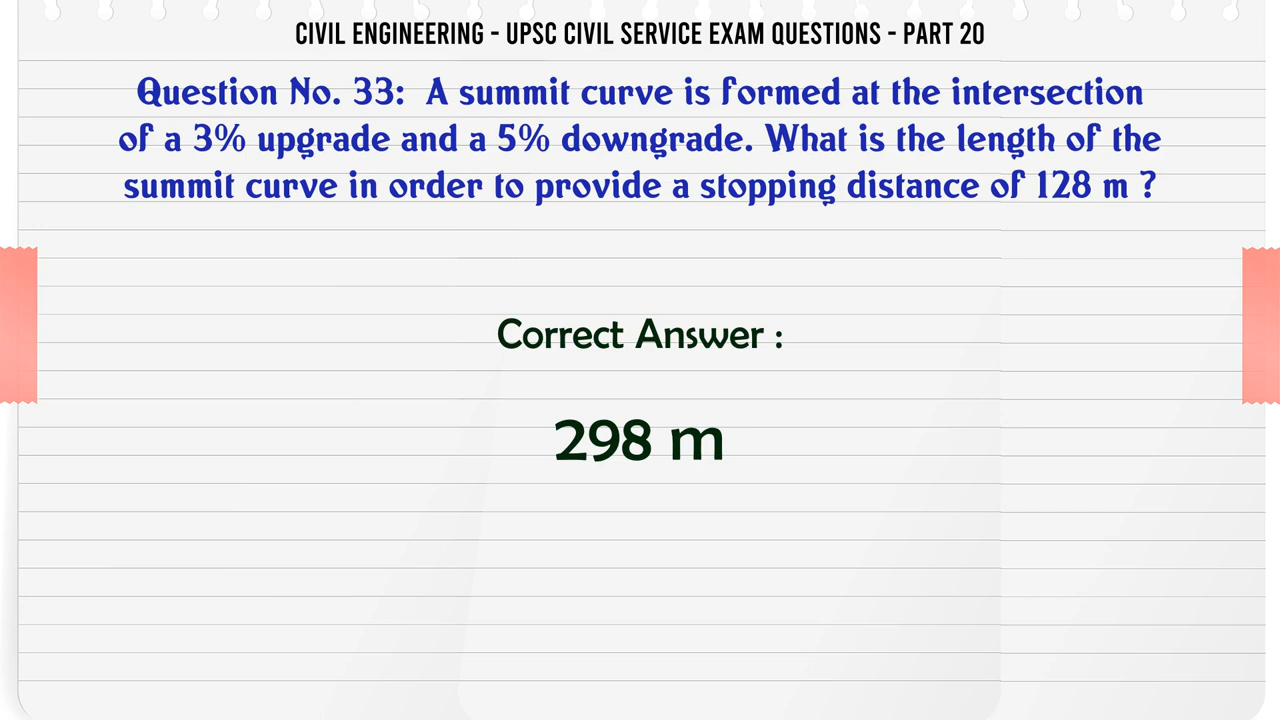 CIVIL ENGINEERING - UPSC CIVIL SERVICE EXAM QUESTIONS - PART 20
Question No. 33:  A summit curve is formed at the intersection
of a 3% upgrade and a 5% downgrade. What is the length of the
summit curve in order to provide a stopping distance of 128 m ?
Correct Answer :
298 m